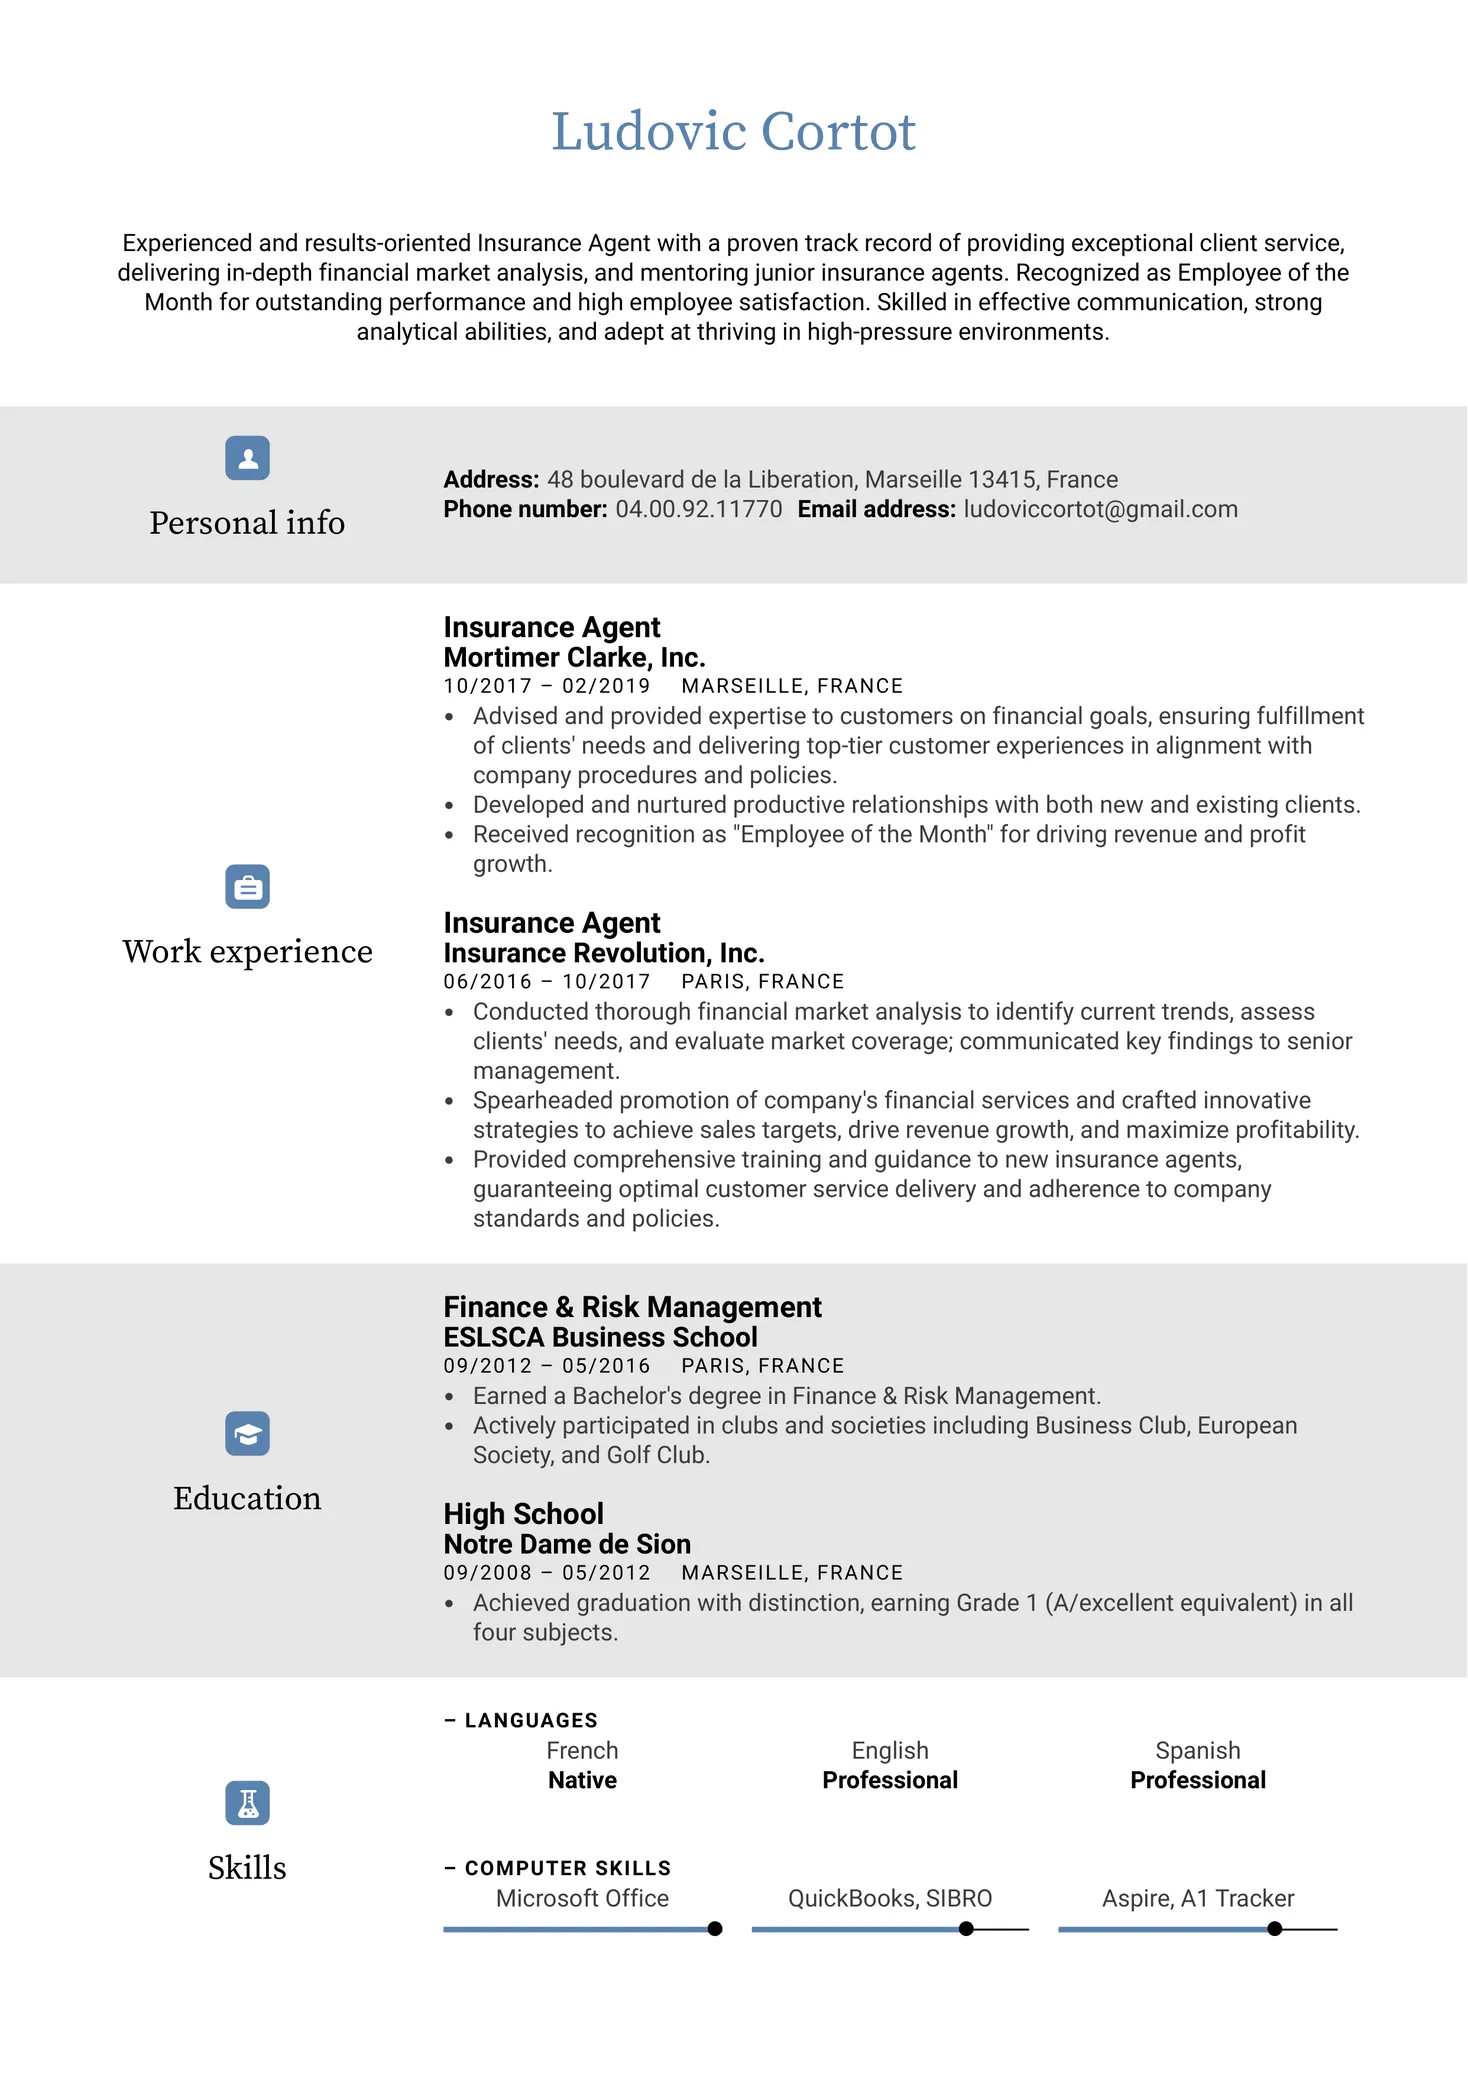 Ludovic Cortot
Experienced and results-oriented Insurance Agent with a proven track record of providing exceptional client service,
delivering in-depth financial market analysis, and mentoring junior insurance agents. Recognized as Employee of the
Month for outstanding performance and high employee satisfaction. Skilled in effective communication, strong
analytical abilities, and adept at thriving in high-pressure environments.
Personal info
Address: 48 boulevard de la Liberation, Marseille 13415, France
Phone number: 04.00.92.11770 Email address: ludoviccortot@gmail.com
Work experience
Insurance Agent
Mortimer Clarke, Inc.
10/2017 – 02/2019 MARSEILLE, FRANCE
• Advised and provided expertise to customers on financial goals, ensuring fulfillment
of clients' needs and delivering top-tier customer experiences in alignment with
company procedures and policies.
• Developed and nurtured productive relationships with both new and existing clients.
• Received recognition as "Employee of the Month" for driving revenue and profit
growth.
Insurance Agent
Insurance Revolution, Inc.
06/2016 – 10/2017 PARIS, FRANCE
• Conducted thorough financial market analysis to identify current trends, assess
clients' needs, and evaluate market coverage; communicated key findings to senior
management.
• Spearheaded promotion of company's financial services and crafted innovative
strategies to achieve sales targets, drive revenue growth, and maximize profitability.
• Provided comprehensive training and guidance to new insurance agents,
guaranteeing optimal customer service delivery and adherence to company
standards and policies.
Education
Finance & Risk Management
ESLSCA Business School
09/2012 – 05/2016 PARIS, FRANCE
• Earned a Bachelor's degree in Finance & Risk Management.
• Actively participated in clubs and societies including Business Club, European
Society, and Golf Club.
High School
Notre Dame de Sion
09/2008 – 05/2012 MARSEILLE, FRANCE
• Achieved graduation with distinction, earning Grade 1 (A/excellent equivalent) in all
four subjects.
Skills
– LANGUAGES
French English Spanish
Native Professional Professional
– COMPUTER SKILLS
Microsoft Office QuickBooks, SIBRO Aspire, A1 Tracker